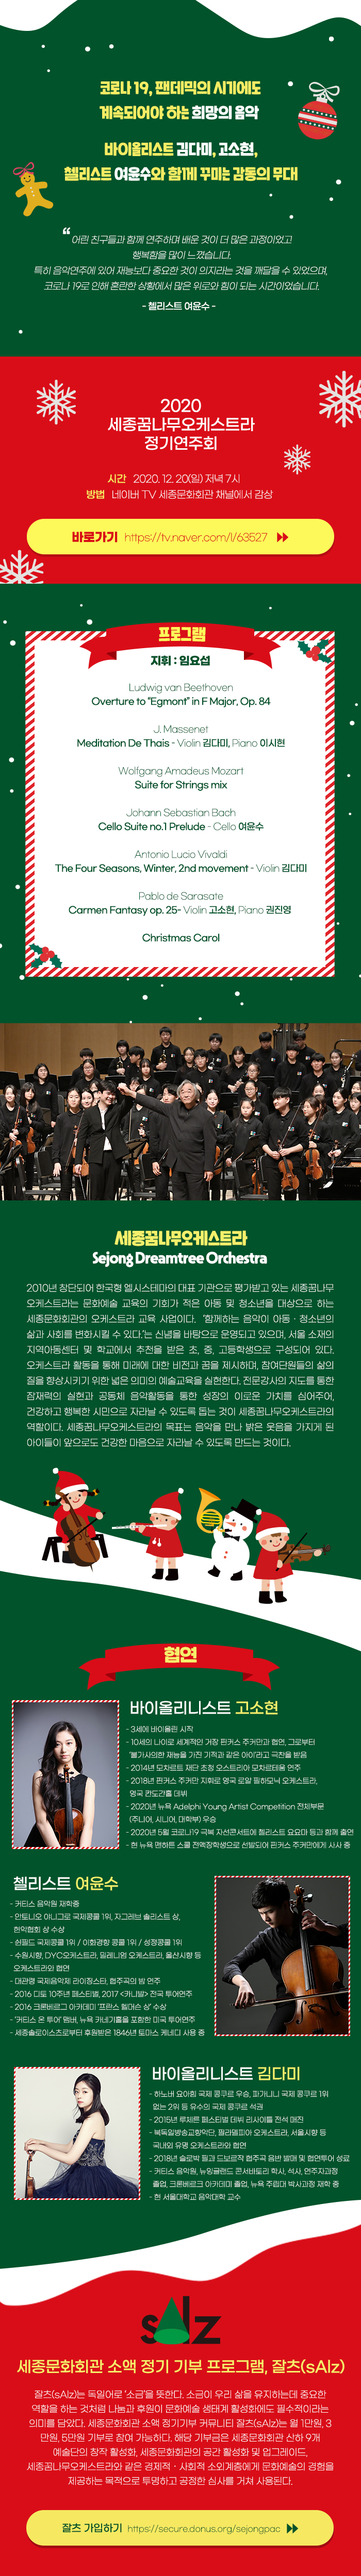 코로나 19, 팬데믹의 시기에도
계속되어야 하는 희망의 음악
바이올리스트 김다미, 고소현,
첼리스트 여윤수와 함께 꾸미는 감동의 무대
“
어린 친구들과 함께 연주하며 배운 것이 더 많은 과정이었고
행복함을 많이 느꼈습니다.
특히 음악연주에 있어 재능보다 중요한 것이 의지라는 것을 깨달을 수 있었으며,
코로나 19로 인해 혼란한 상황에서 많은 위로와 힘이 되는 시간이었습니다.
- 첼리스트 여윤수 -
2020
세종꿈나무오케스트라
정기연주회
시간 2020. 12. 20(일) 저녁 7시
방법 네이버 TV 세종문화회관 채널에서 감상
바로가기 https://tv.naver.com/l/63527
프로그램
지휘 : 임요섭
Ludwig van Beethoven
Overture to “Egmont” in F Major, Op. 84
J. Massenet
Meditation De Thais - Violin 김다미, Piano 이시현
Wolfgang Amadeus Mozart
Suite for Strings mix
Johann Sebastian Bach
Cello Suite no.1 Prelude - Cello 여윤수
Antonio Lucio Vivaldi
The Four Seasons, Winter, 2nd movement - Violin 김다미
Pablo de Sarasate
Carmen Fantasy op. 25- Violin 고소현, Piano 권진영
Christmas Carol
세종꿈나무오케스트라
Sejong Dreamtree Orchestra
2010년 창단되어 한국형 엘시스테마의 대표 기관으로 평가받고 있는 세종꿈나무
오케스트라는 문화예술 교육의 기회가 적은 아동 및 청소년을 대상으로 하는
세종문화회관의 오케스트라 교육 사업이다. ‘함께하는 음악이 아동 · 청소년의
삶과 사회를 변화시킬 수 있다.’는 신념을 바탕으로 운영되고 있으며, 서울 소재의
지역아동센터 및 학교에서 추천을 받은 초, 중, 고등학생으로 구성되어 있다.
오케스트라 활동을 통해 미래에 대한 비전과 꿈을 제시하며, 참여단원들의 삶의
질을 향상시키기 위한 넓은 의미의 예술교육을 실현한다. 전문강사의 지도를 통한
잠재력의 실현과 공동체 음악활동을 통한 성장의 이로운 가치를 심어주어,
건강하고 행복한 시민으로 자라날 수 있도록 돕는 것이 세종꿈나무오케스트라의
역할이다. 세종꿈나무오케스트라의 목표는 음악을 만나 밝은 웃음을 가지게 된
아이들이 앞으로도 건강한 마음으로 자라날 수 있도록 만드는 것이다.
협연
바이올리니스트 고소현
- 3세에 바이올린 시작
- 10세의 나이로 세계적인 거장 핀커스 주커만과 협연, 그로부터
‘불가사의한 재능을 가진 기적과 같은 아이’라고 극찬을 받음
- 2014년 모차르트 재단 초청 오스트리아 모차르테움 연주
- 2018년 핀커스 주커만 지휘로 영국 로얄 필하모닉 오케스트라,
영국 런도간홀 데뷔
- 2020년 뉴욕 Adelphi Young Artist Competition 전체부문
(주니어, 시니어, 대학부) 우승
- 2020년 5월 코로나19 극복 자선콘서트에 첼리스트 요요마 등과 함께 출연
- 현 뉴욕 맨하튼 스쿨 전액장학생으로 선발되어 핀커스 주커만에게 사사 중
첼리스트 여윤수
- 커티스 음악원 재학중
- 안토니오 야니그로 국제콩쿨 1위, 자그레브 솔리스트 상,
헌악협회 상 수상
- 쉰필드 국제콩쿨 1위 / 이화경향 콩쿨 1위 / 성정콩쿨 1위
- 수원시향, DYC오케스트라, 밀레니엄 오케스트라, 울산시향 등
오케스트라와 협연
- 대관령 국제음악제 라이징스타, 협주곡의 밤 연주
- 2016 디토 10주년 페스티벌, 2017 <카니발> 전국 투어연주
- 2016 크론베르그 아카데미 ‘프란스 헬머슨 상’ 수상
- ‘커티스 온 투어’ 멤버, 뉴욕 카네기홀을 포함한 미국 투어연주
- 세종솔로이스츠로부터 후원받은 1846년 토마스 케네디 사용 중
바이올리니스트 김다미
- 하노버 요아힘 국제 콩쿠르 우승, 파가니니 국제 콩쿠르 1위
없는 2위 등 유수의 국제 콩쿠르 석권
- 2015년 루체른 페스티벌 데뷔 리사이틀 전석 매진
- 북독일방송교향악단, 필라델피아 오케스트라, 서울시향 등
국내외 유명 오케스트라와 협연
- 2018년 슬로박 필과 드보르작 협주곡 음반 발매 및 협연투어 성료
- 커티스 음악원, 뉴잉글랜드 콘서바토리 학사, 석사, 연주자과정
졸업, 크론베르크 아카데미 졸업, 뉴욕 주립대 박사과정 재학 중
- 현 서울대학교 음악대학 교수
sAlz
세종문화회관 소액 정기 기부 프로그램, 잘츠(sAlz)
잘츠(sAlz)는 독일어로 ‘소금’을 뜻한다. 소금이 우리 삶을 유지하는데 중요한
역할을 하는 것처럼 나눔과 후원이 문화예술 생태계 활성화에도 필수적이라는
의미를 담았다. 세종문화회관 소액 정기기부 커뮤니티 잘츠(sAlz)는 월 1만원, 3
만원, 5만원 기부로 참여 가능하다. 해당 기부금은 세종문화회관 산하 9개
예술단의 창작 활성화, 세종문화회관의 공간 활성화 및 업그레이드,
세종꿈나무오케스트라와 같은 경제적 · 사회적 소외계층에게 문화예술의 경험을
제공하는 목적으로 투명하고 공정한 심사를 거쳐 사용된다.
잘츠 가입하기 https://secure.donus.org/sejongpac